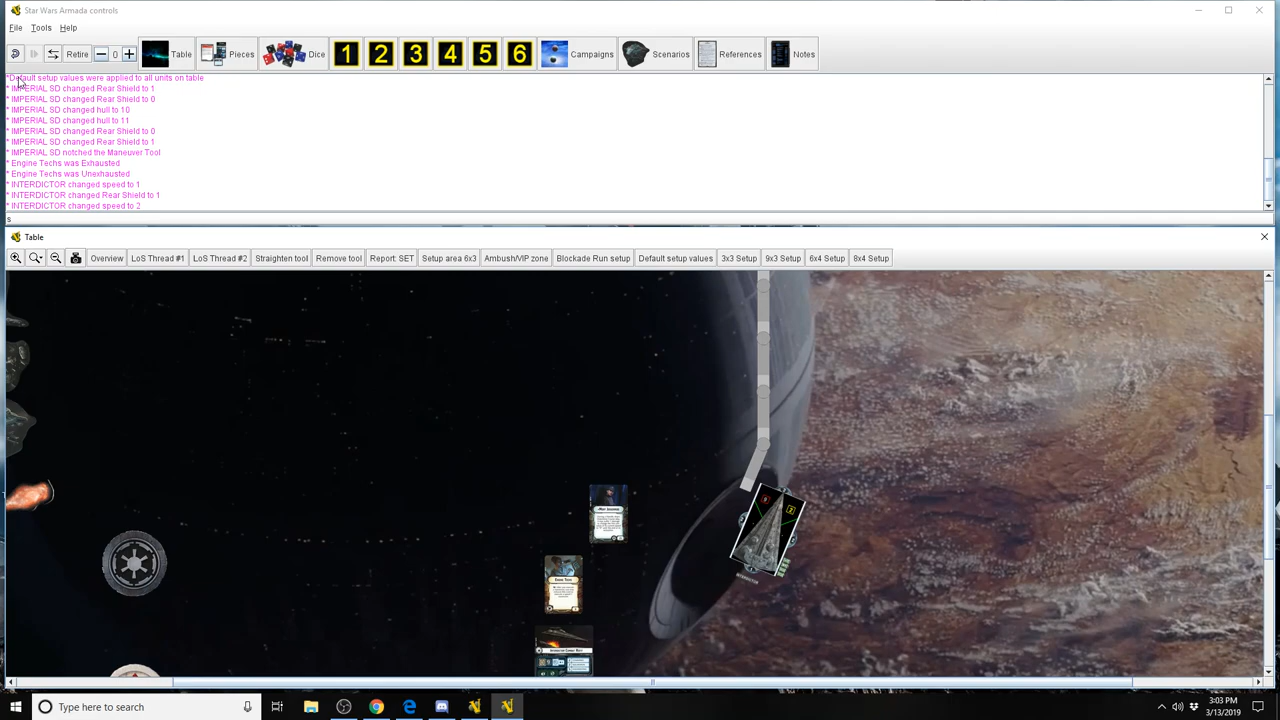 Star Wars Armada controls
File Tools Help
Retire 0 Table Pieces Dice 1 2 3 4 5 6 Campaigns Scenarios References Notes
*Default setup values were applied to all units on table
* IMPERIAL SD changed Rear Shield to 1
* IMPERIAL SD changed Rear Shield to 0
* IMPERIAL SD changed hull to 10
* IMPERIAL SD changed hull to 11
* IMPERIAL SD changed Rear Shield to 0
* IMPERIAL SD changed Rear Shield to 1
* IMPERIAL SD notched the Maneuver Tool
* Engine Techs was Exhausted
* Engine Techs was Unexhausted
* INTERDICTOR changed speed to 1
* INTERDICTOR changed Rear Shield to 1
* INTERDICTOR changed speed to 2
s
Table
Overview LoS Thread #1 LoS Thread #2 Straighten tool Remove tool Report: SET Setup area 6x3 Ambush/VIP zone Blockade Run setup Default setup values 3x3 Setup 9x3 Setup 6x4 Setup 8x4 Setup
Engine Techs
Type here to search
3:03 PM
3/13/2019